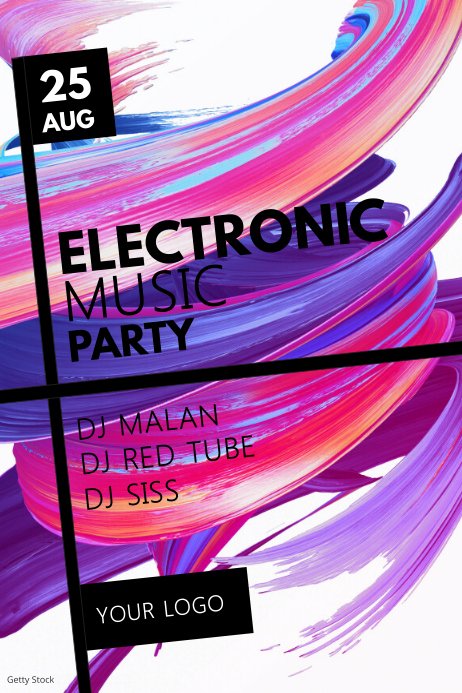 25
AUG
ELECTRONIC
MUSIC
PARTY
DJ MALAN
DJ RED TUBE
DJ SISS
YOUR LOGO
Getty Stock